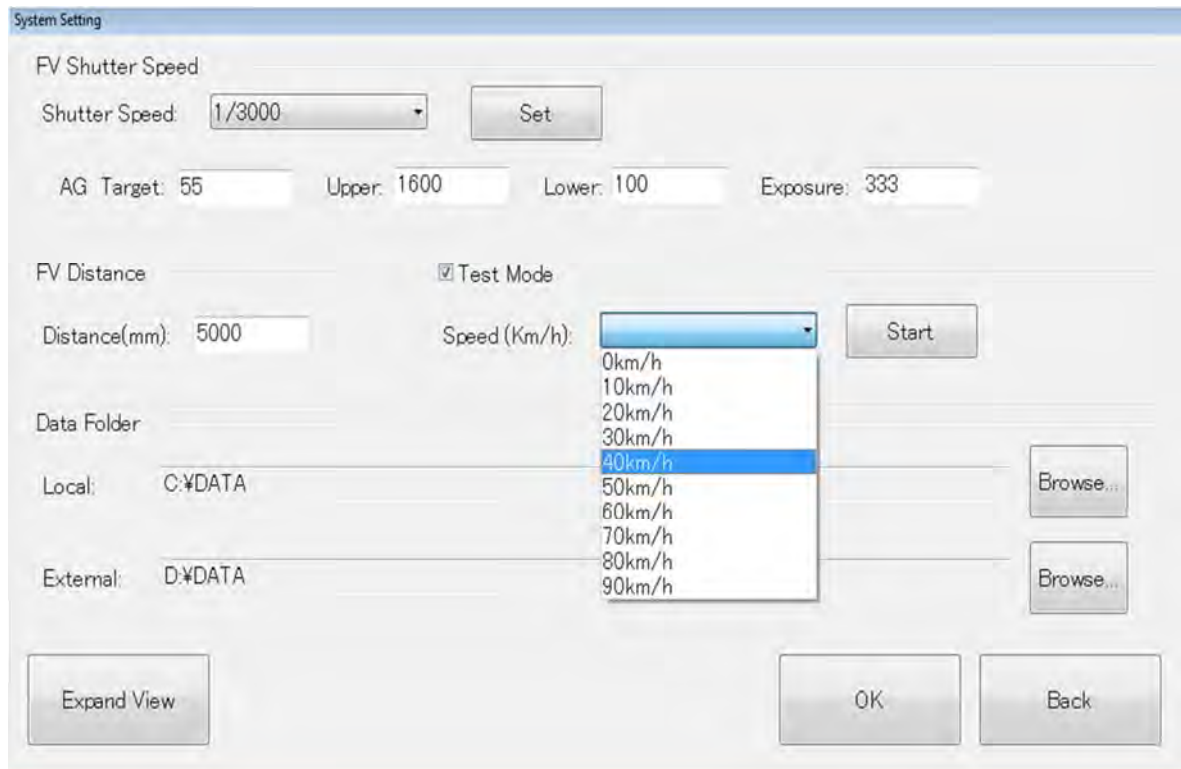 System Setting
FV Shutter Speed
Shutter Speed: 1/3000 Set
AG Target: 55 Upper: 1600 Lower: 100 Exposure: 333
FV Distance Test Mode
Distance(mm): 5000 Speed (Km/h): Start
0km/h
10km/h
20km/h
30km/h
40km/h
50km/h
60km/h
70km/h
80km/h
90km/h
Data Folder
Local: C:¥DATA Browse...
External: D:¥DATA Browse...
Expand View OK Back